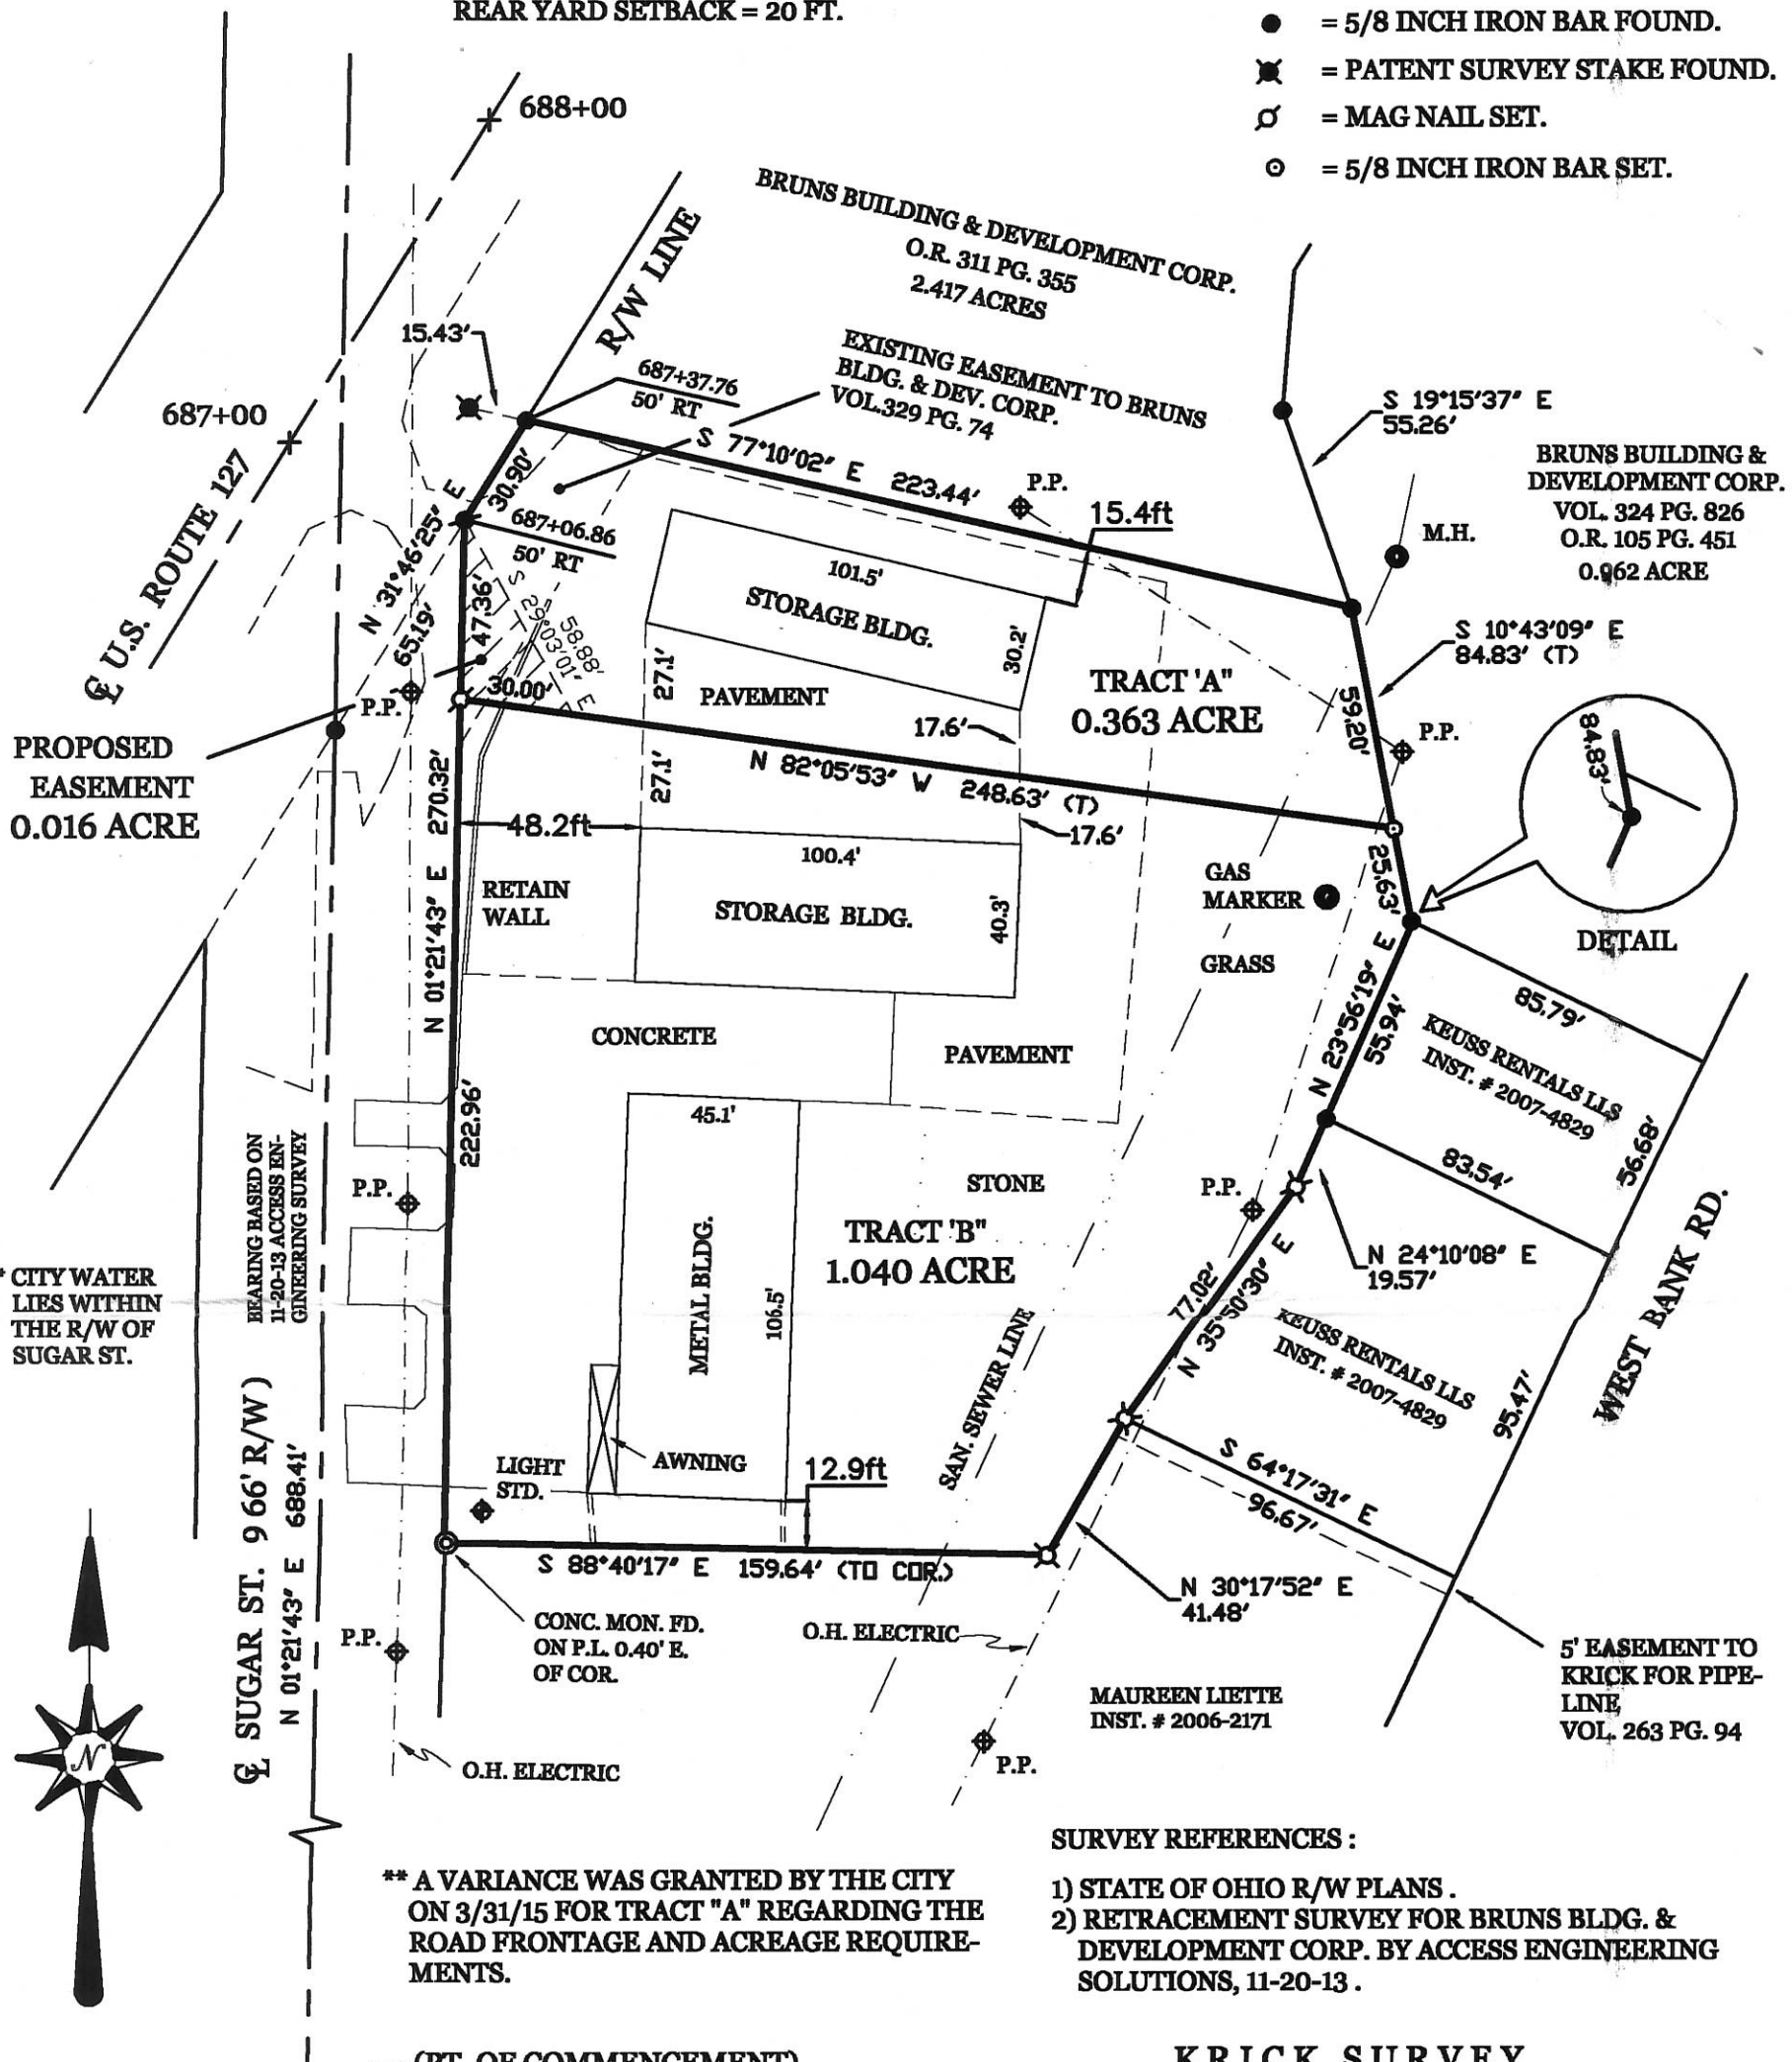 REAR YARD SETBACK = 20 FT.
= 5/8 INCH IRON BAR FOUND.
= PATENT SURVEY STAKE FOUND.
= MAG NAIL SET.
= 5/8 INCH IRON BAR SET.
688+00
687+00
℄ U.S. ROUTE 127
R/W LINE
BRUNS BUILDING & DEVELOPMENT CORP.
O.R. 311 PG. 355
2.417 ACRES
EXISTING EASEMENT TO BRUNS
BLDG. & DEV. CORP.
VOL.329 PG. 74
15.43'
687+37.76
50' RT
S 77°10'02" E 223.44'
P.P.
15.4ft
S 19°15'37" E
55.26'
BRUNS BUILDING &
DEVELOPMENT CORP.
VOL. 324 PG. 826
O.R. 105 PG. 451
0.962 ACRE
M.H.
S 10°43'09" E
84.83' (T)
N 31°46'25" E
65.19'
30.90'
687+06.86
50' RT
47.36'
58.88'
S 29°03'01" E
30.00'
P.P.
101.5'
STORAGE BLDG.
30.2'
27.1'
PAVEMENT
TRACT 'A"
0.363 ACRE
17.6'
59.20'
P.P.
84.83'
DETAIL
PROPOSED
EASEMENT
0.016 ACRE
27.1'
N 82°05'53" W 248.63' (T)
17.6'
48.2ft
N 01°21'43" E 270.32'
100.4'
STORAGE BLDG.
40.3'
RETAIN
WALL
GAS
MARKER
25.63'
GRASS
CONCRETE
PAVEMENT
N 23°56'19" E
55.94'
85.79'
KEUSS RENTALS LLS
INST. # 2007-4829
56.68'
83.54'
222.96'
BEARING BASED ON
11-20-13 ACCESS EN-
GINEERING SURVEY
P.P.
45.1'
METAL BLDG.
106.5'
STONE
TRACT 'B"
1.040 ACRE
P.P.
N 24°10'08" E
19.57'
77.02'
N 35°50'30" E
KEUSS RENTALS LLS
INST. # 2007-4829
95.47'
WEST BANK RD.
* CITY WATER
LIES WITHIN
THE R/W OF
SUGAR ST.
SAN. SEWER LINE
AWNING
LIGHT
STD.
12.9ft
S 64°17'31" E
96.67'
S 88°40'17" E 159.64' (TO COR.)
N 30°17'52" E
41.48'
CONC. MON. FD.
ON P.L. 0.40' E.
OF COR.
O.H. ELECTRIC
℄ SUGAR ST. 9 66' R/W )
N 01°21'43" E 688.41'
P.P.
5' EASEMENT TO
KRICK FOR PIPE-
LINE
VOL. 263 PG. 94
MAUREEN LIETTE
INST. # 2006-2171
P.P.
O.H. ELECTRIC
N
** A VARIANCE WAS GRANTED BY THE CITY
ON 3/31/15 FOR TRACT "A" REGARDING THE
ROAD FRONTAGE AND ACREAGE REQUIRE-
MENTS.
SURVEY REFERENCES :
1) STATE OF OHIO R/W PLANS .
2) RETRACEMENT SURVEY FOR BRUNS BLDG. &
DEVELOPMENT CORP. BY ACCESS ENGINEERING
SOLUTIONS, 11-20-13 .
(PT. OF COMMENCEMENT)
KRICK SURVEY